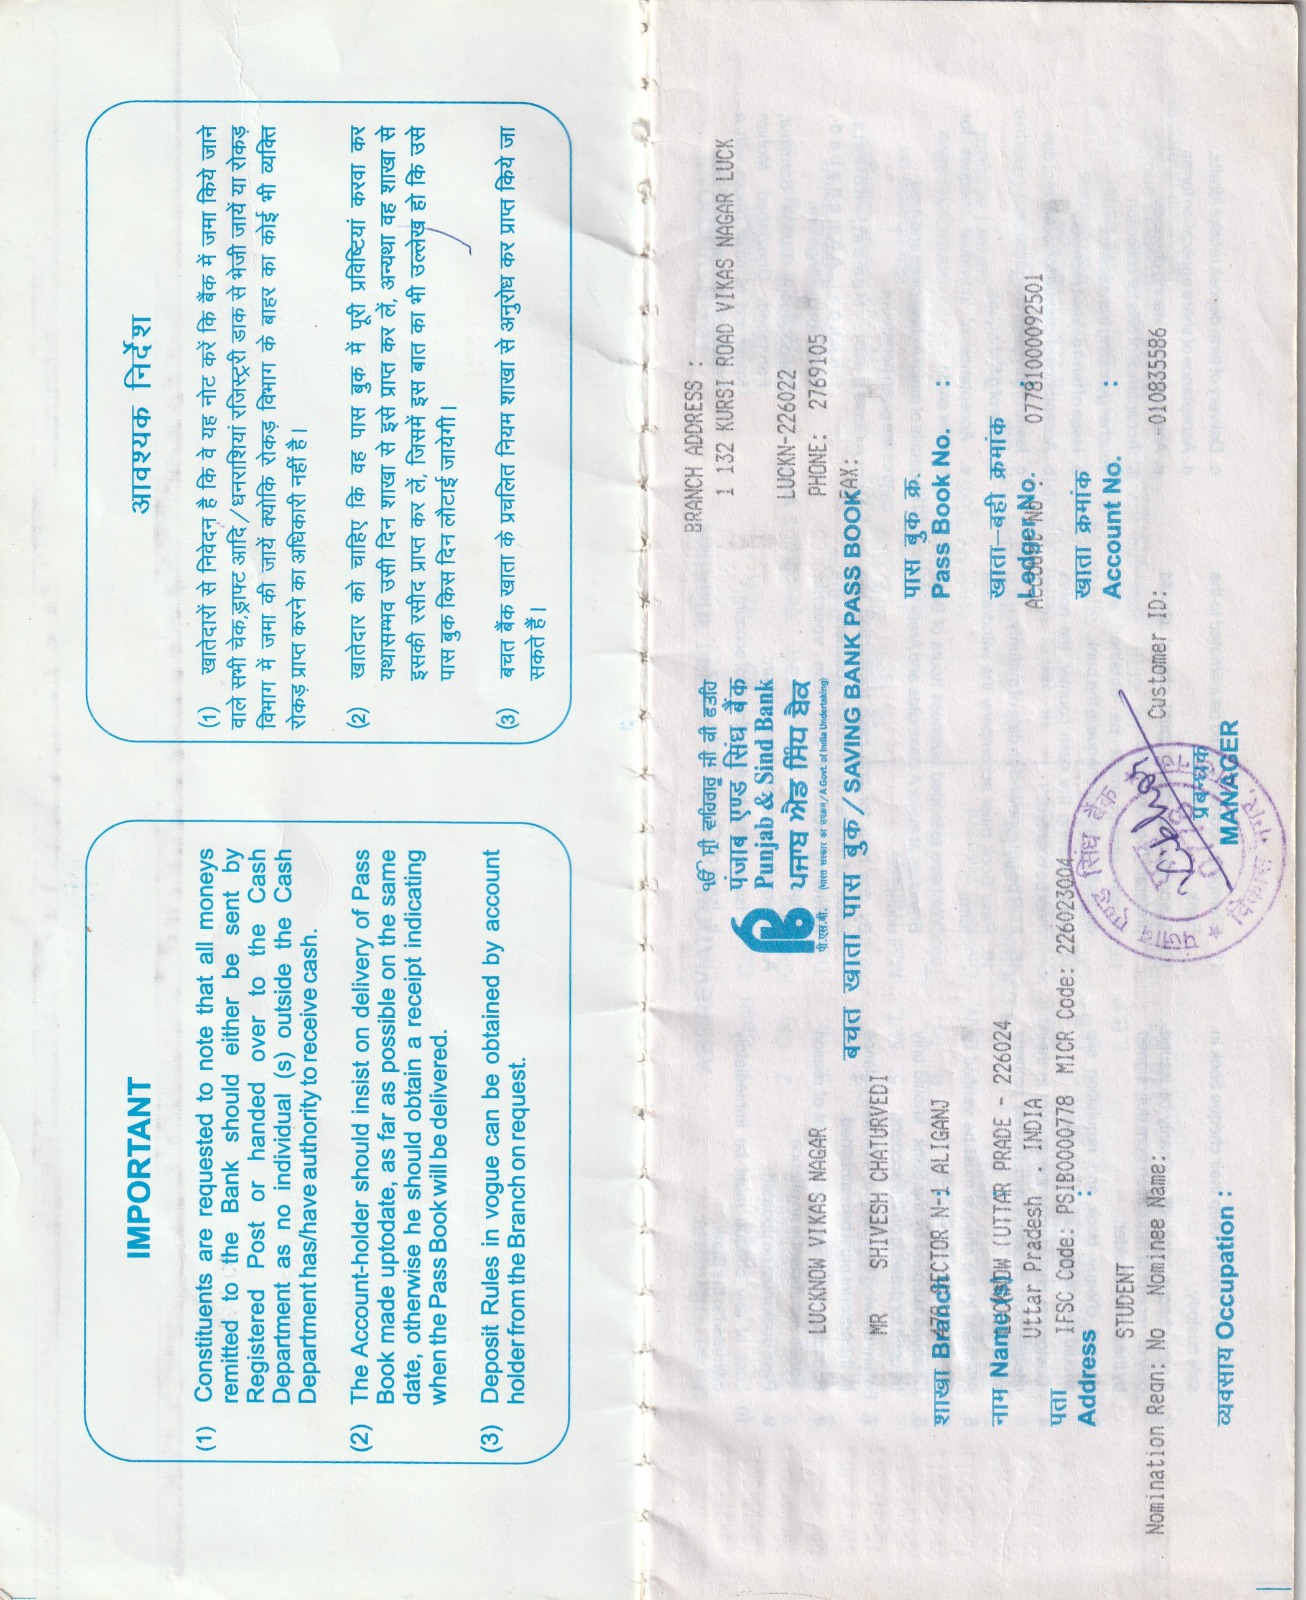 IMPORTANT
(1) Constituents are requested to note that all moneys
remitted to the Bank should either be sent by
Registered Post or handed over to the Cash
Department as no individual (s) outside the Cash
Department has/have authority to receive cash.
(2) The Account-holder should insist on delivery of Pass
Book made uptodate, as far as possible on the same
date, otherwise he should obtain a receipt indicating
when the Pass Book will be delivered.
(3) Deposit Rules in vogue can be obtained by account
holder from the Branch on request.
आवश्यक निर्देश
(1) खातेदारों से निवेदन है कि वे यह नोट करें कि बैंक में जमा किये जाने
वाले सभी चेक,ड्राफ्ट आदि / धनराशियां रजिस्ट्री डाक से भेजी जायें या रोकड़
विभाग में जमा की जायें क्योकि रोकड़ विभाग के बाहर का कोई भी व्यक्ति
रोकड़ प्राप्त करने का अधिकारी नहीं है।
(2) खातेदार को चाहिए कि वह पास बुक में पूरी प्रविष्टियां करवा कर
यथासम्भव उसी दिन शाखा से इसे प्राप्त कर लें, अन्यथा वह शाखा से
इसकी रसीद प्राप्त कर लें, जिसमें इस बात का भी उल्लेख हो कि उसे
पास बुक किस दिन लौटाई जायेगी।
(3) बचत बैंक खाता के प्रचलित नियम शाखा से अनुरोध कर प्राप्त किये जा
सकते हैं।
BRANCH ADDRESS :
1 132 KURSI ROAD VIKAS NAGAR LUCK
LUCKN-226022
PHONE: 2769105
FAX:
ੴ ਸ੍ਰੀ ਵਾਹਿਗੁਰੂ ਜੀ ਕੀ ਫਤਹਿ
पंजाब एण्ड सिंध बैंक
Punjab & Sind Bank
ਪੰਜਾਬ ਐਂਡ ਸਿੰਧ ਬੈਂਕ
पी.एस.बी. (भारत सरकार का उपक्रम / A Govt. of India Undertaking)
बचत खाता पास बुक / SAVING BANK PASS BOOK
LUCKNOW VIKAS NAGAR
MR SHIVESH CHATURVEDI
SECTOR N-1 ALIGANJ
शाखा Branch :
LUCKNOW (UTTAR PRADE - 226024
नाम Name(s) :
Uttar Pradesh . INDIA
IFSC Code: PSIB0000778 MICR Code: 226023004
पता
Address :
STUDENT
Nomination Regn: No Nominee Name:
व्यवसाय Occupation :
पास बुक क्र.
Pass Book No. :
खाता–बही क्रमांक
Ledger No. :
Account No : 07781000092501
खाता क्रमांक
Account No. :
Customer ID: 010835586
प्रबन्धक
MANAGER
पंजाब एण्ड सिंध बैंक
विकास नगर,